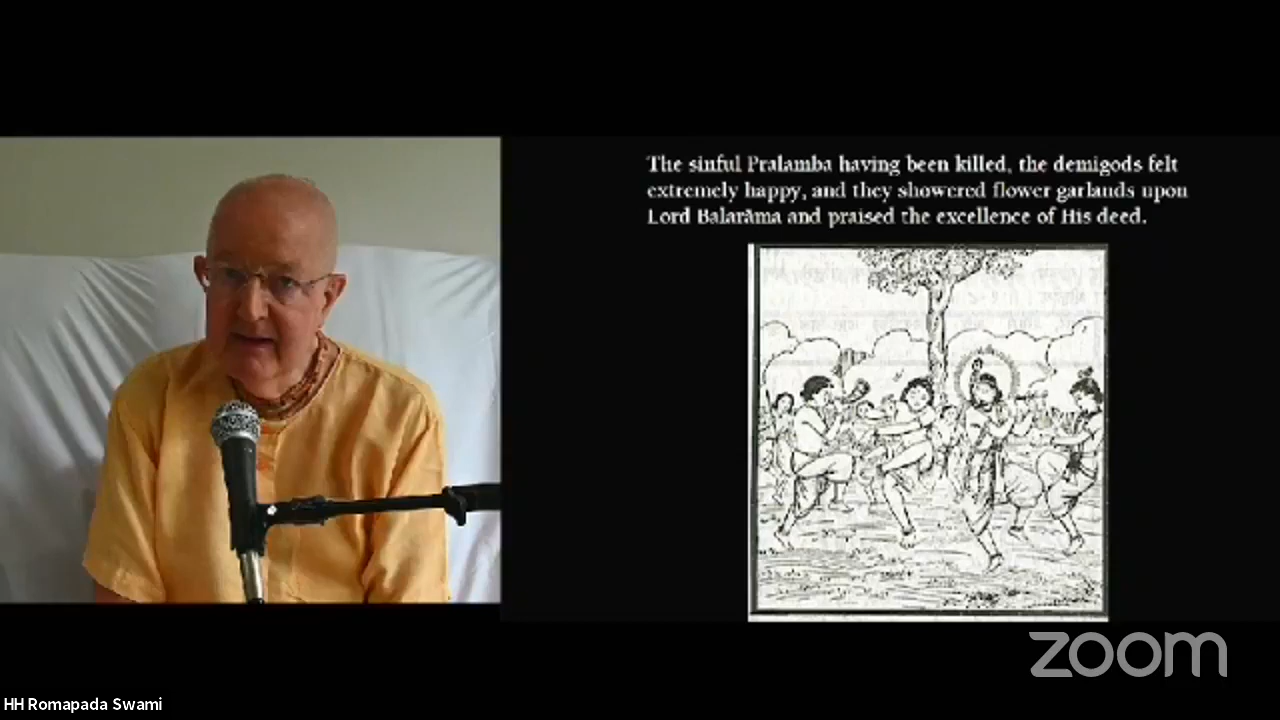 The sinful Pralamba having been killed, the demigods felt
extremely happy, and they showered flower garlands upon
Lord Balarāma and praised the excellence of His deed.
zoom
HH Romapada Swami